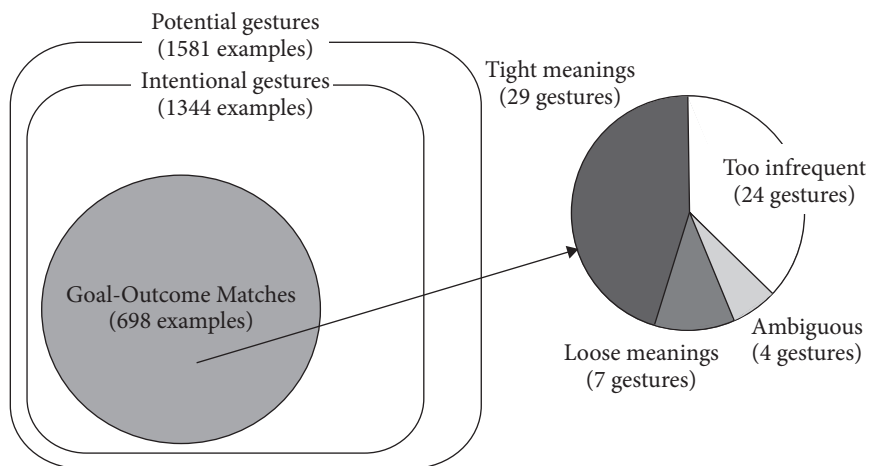 Potential gestures
(1581 examples)
Intentional gestures
(1344 examples)
Goal-Outcome Matches
(698 examples)
Tight meanings
(29 gestures)
Too infrequent
(24 gestures)
Ambiguous
(4 gestures)
Loose meanings
(7 gestures)